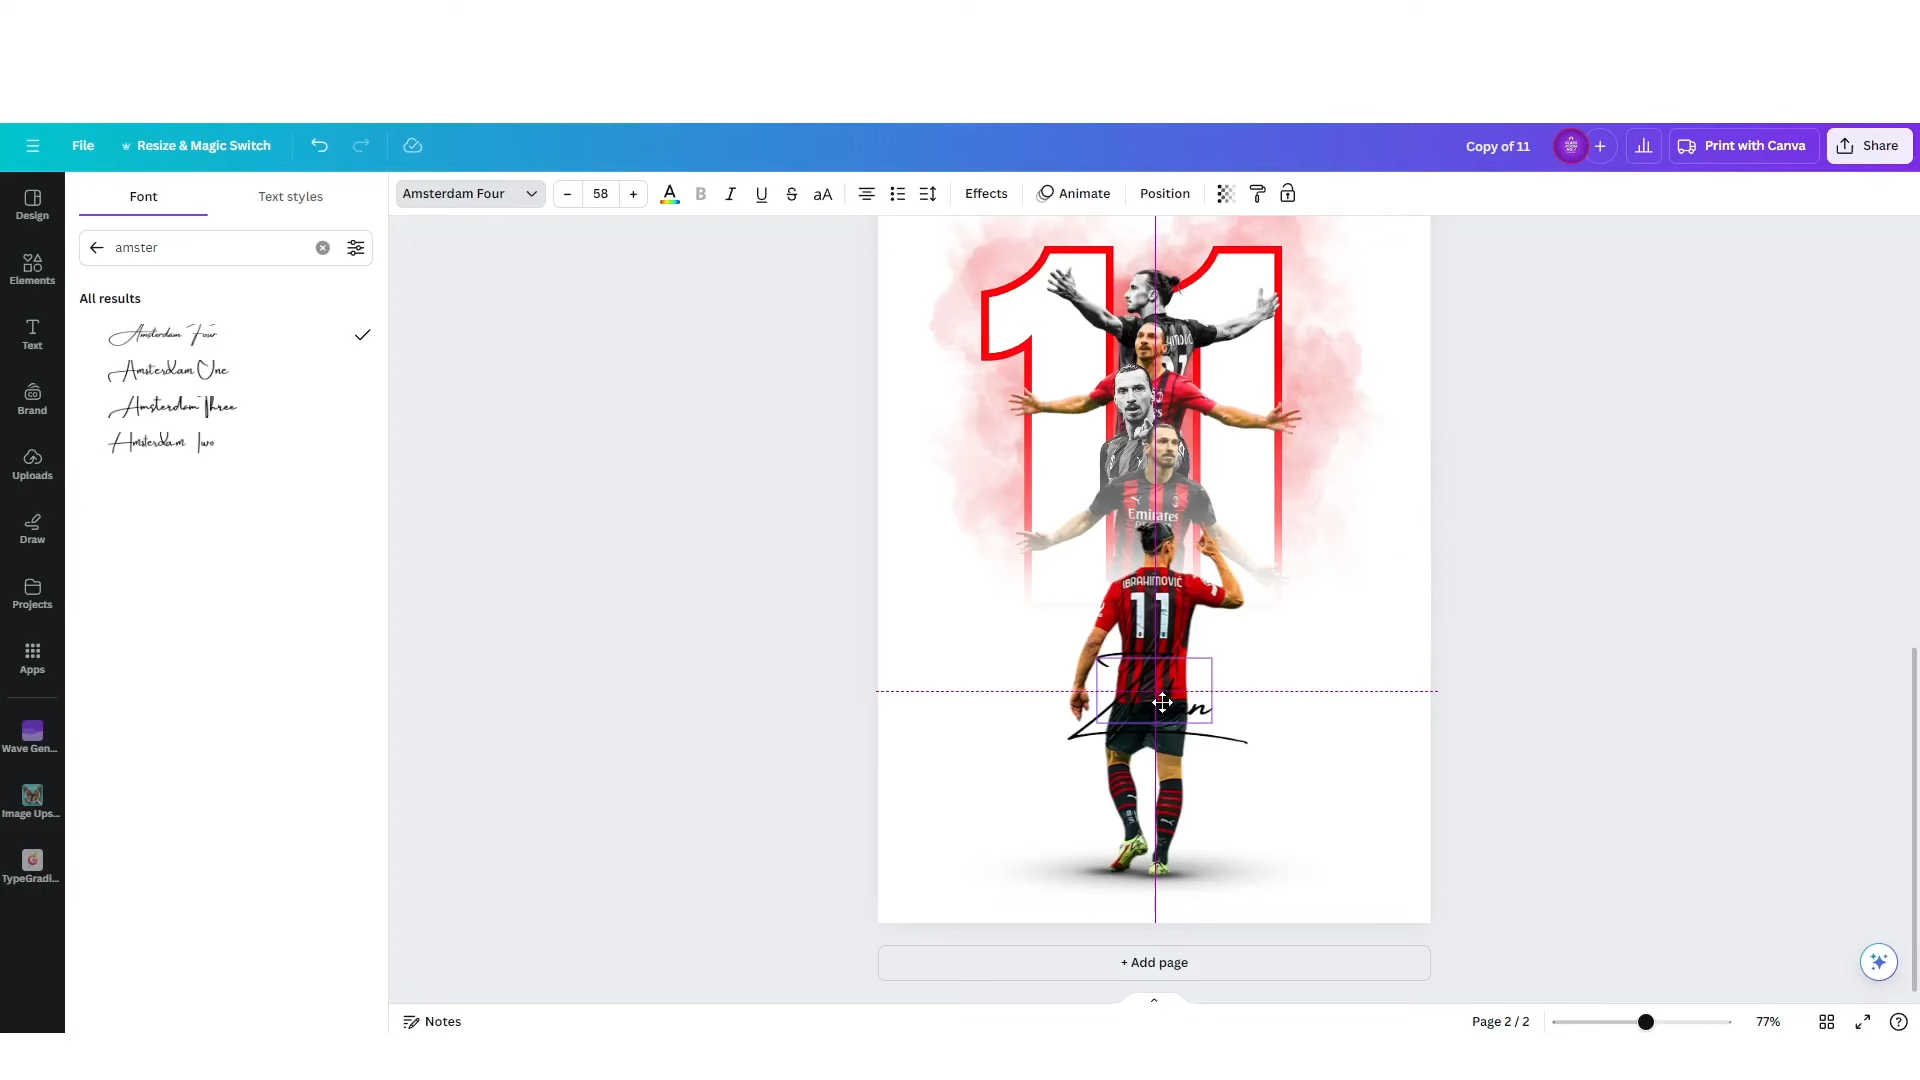 File
Resize & Magic Switch
Copy of 11
Print with Canva
Share
Design
Elements
Text
Brand
Uploads
Draw
Projects
Apps
Wave Gen...
Image Ups...
TypeGradi...
Font
Text styles
amster
All results
Amsterdam Four
Amsterdam One
Amsterdam Three
Amsterdam Two
Amsterdam Four
58
A
B
I
U
S
aA
Effects
Animate
Position
11
Emirates
IBRAHIMOVIĆ
11
+ Add page
Notes
Page 2 / 2
77%